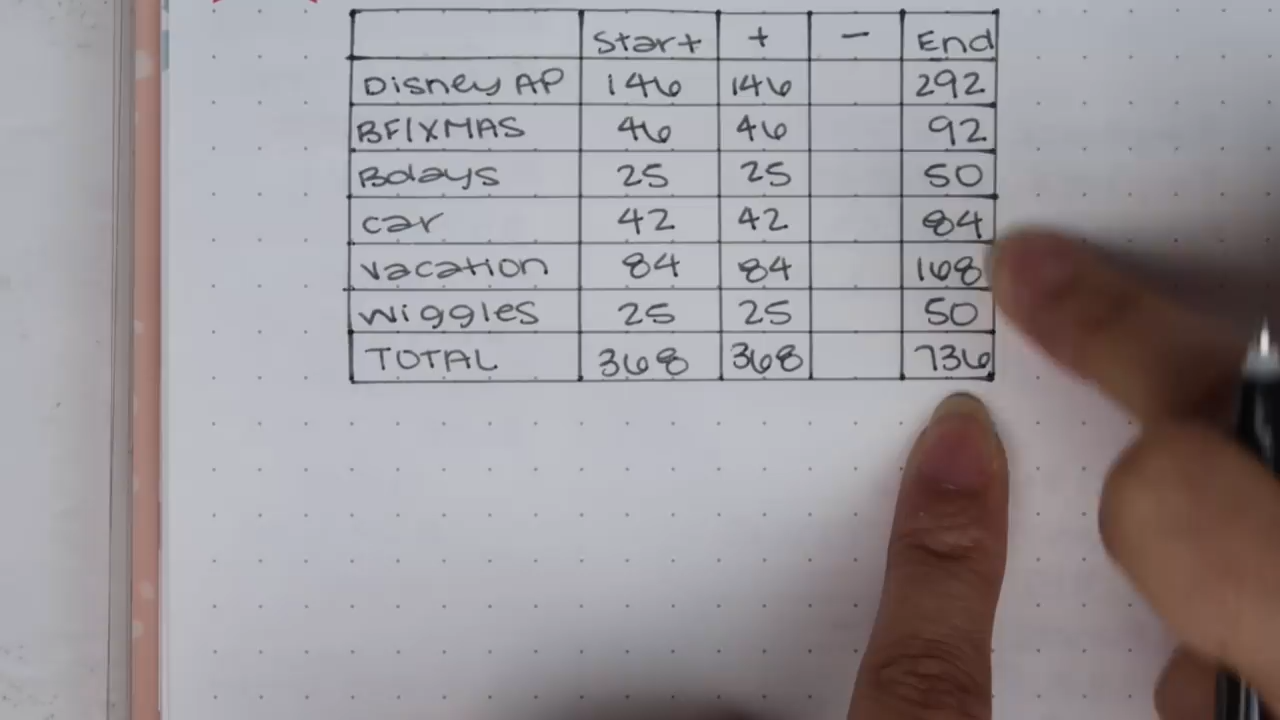 Start + - End
Disney AP 146 146 292
BF/XMAS 46 46 92
Bdays 25 25 50
car 42 42 84
vacation 84 84 168
wiggles 25 25 50
TOTAL 368 368 736